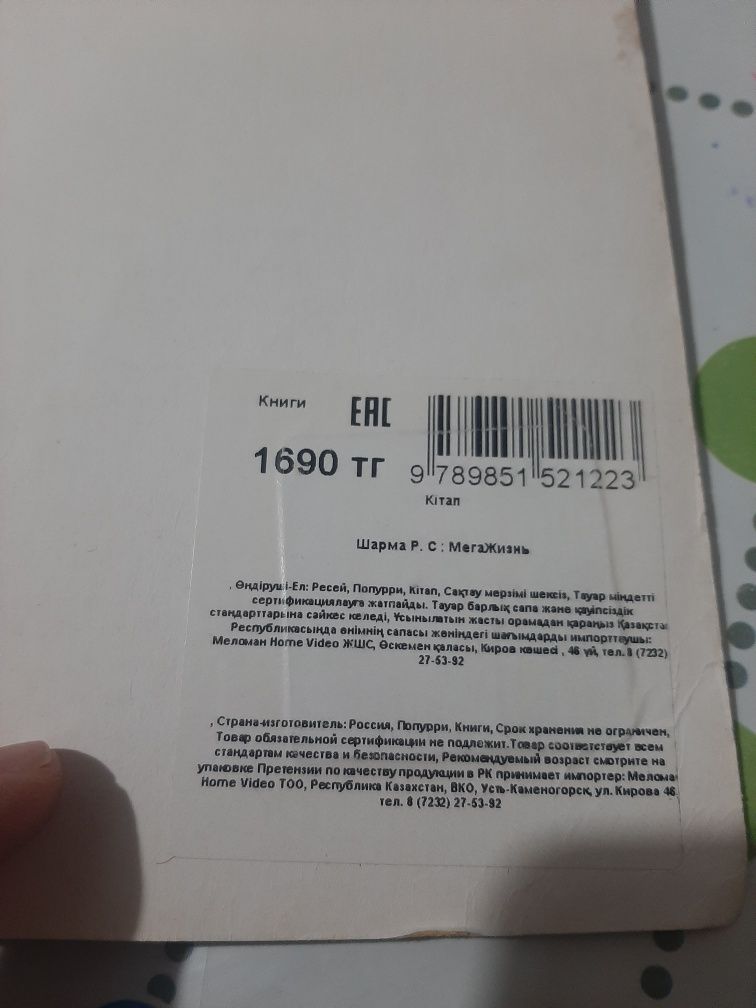 Книги
EAC
1690 тг
9 789851 521223
Кітап
Шарма Р. С : МегаЖизнь
, Өндіруші-Ел: Ресей, Попурри, Кітап, Сақтау мерзімі шексіз, Тауар міндетті
сертификациялауға жатпайды. Тауар барлық сапа және қауіпсіздік
стандарттарына сәйкес келеді, Ұсынылатын жасты орамадан қараңыз Қазақста
Республикасында өнімнің сапасы жөніндегі шағымдарды импорттаушы:
Меломан Home Video ЖШС, Өскемен қаласы, Киров көшесі , 46 үй, тел. 8 (7232)
27-53-92
, Страна-изготовитель: Россия, Попурри, Книги, Срок хранения не ограничен,
Товар обязательной сертификации не подлежит.Товар соответствует всем
стандартам качества и безопасности, Рекомендуемый возраст смотрите на
упаковке Претензии по качеству продукции в РК принимает импортер: Мелома
Home Video ТОО, Республика Казахстан, ВКО, Усть-Каменогорск, ул. Кирова 46,
тел. 8 (7232) 27-53-92